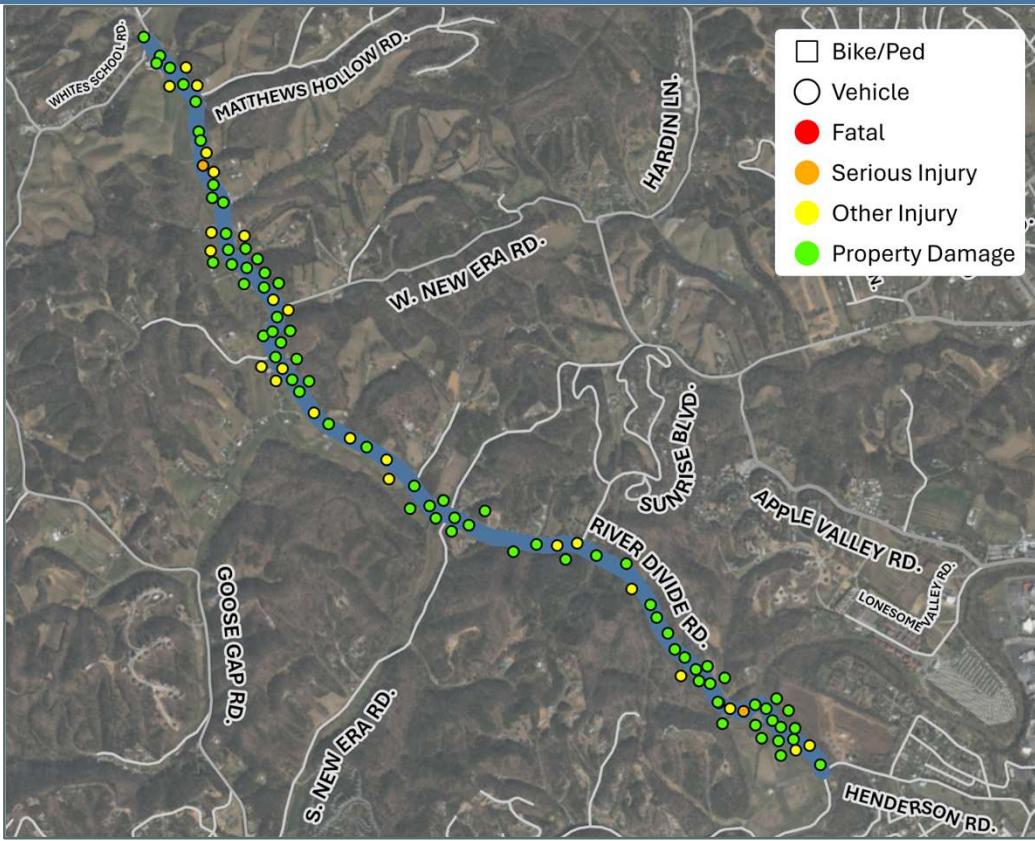 WHITES SCHOOL RD.
MATTHEWS HOLLOW RD.
HARDIN LN.
Bike/Ped
Vehicle
Fatal
Serious Injury
Other Injury
Property Damage
N.
W. NEW ERA RD.
SUNRISE BLVD.
APPLE VALLEY RD.
RIVER DIVIDE RD.
LONESOME VALLEY RD.
GOOSE GAP RD.
S. NEW ERA RD.
HENDERSON RD.